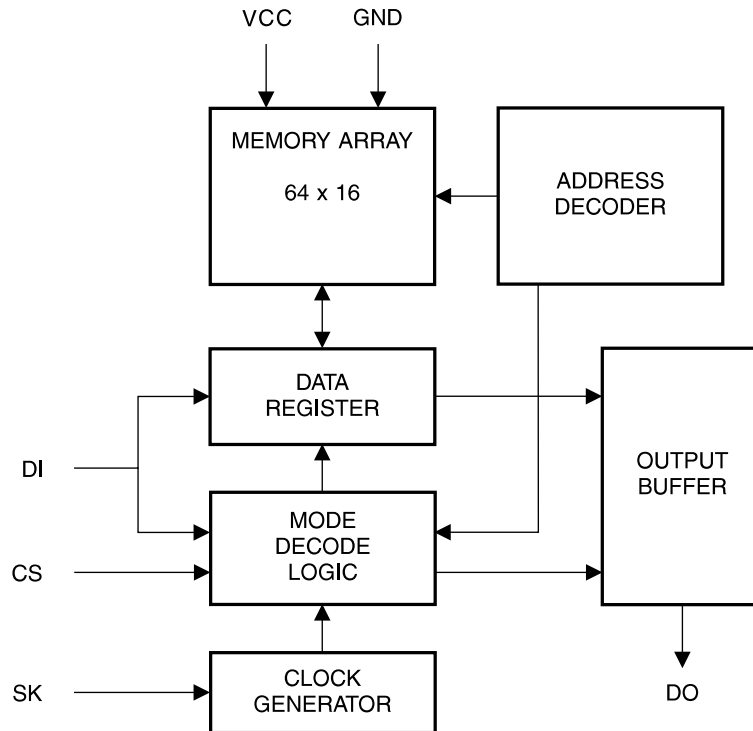 VCC GND
MEMORY ARRAY
64 x 16
ADDRESS
DECODER
DATA
REGISTER
OUTPUT
BUFFER
DI
MODE
DECODE
LOGIC
CS
CLOCK
GENERATOR
SK
DO